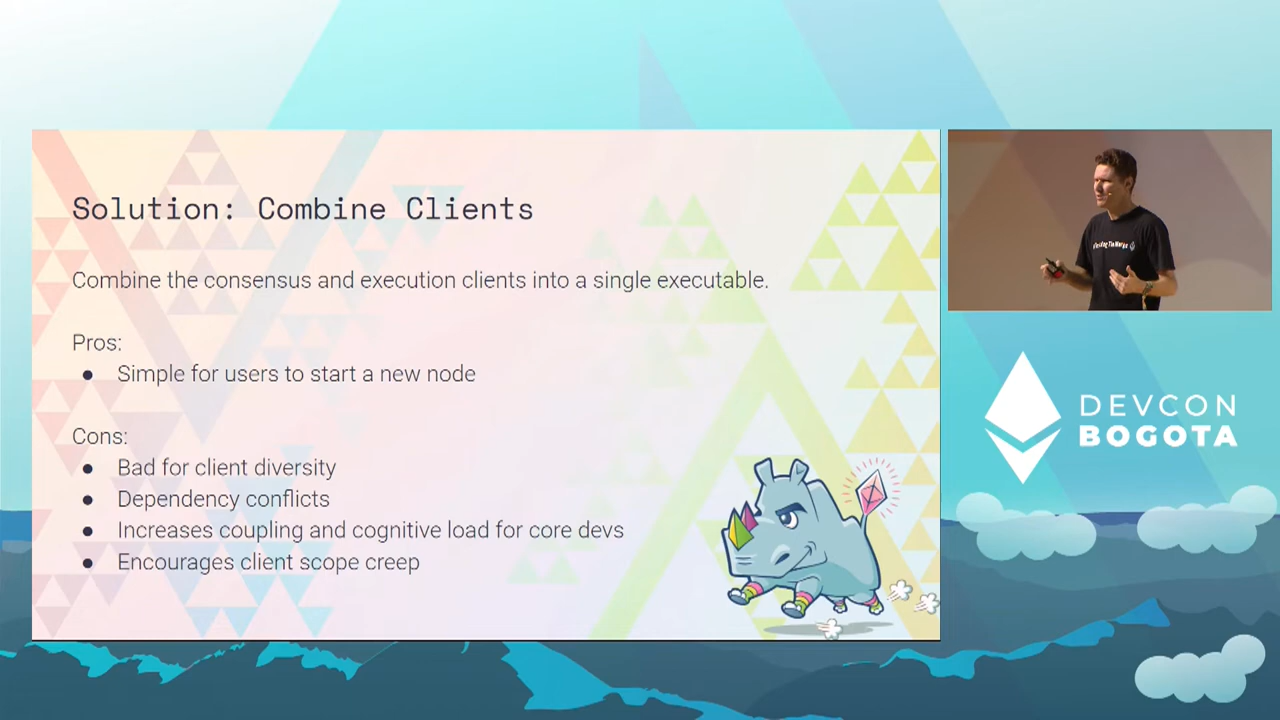 Solution: Combine Clients
Combine the consensus and execution clients into a single executable.
Pros:
● Simple for users to start a new node
Cons:
● Bad for client diversity
● Dependency conflicts
● Increases coupling and cognitive load for core devs
● Encourages client scope creep
DEVCON
BOGOTA